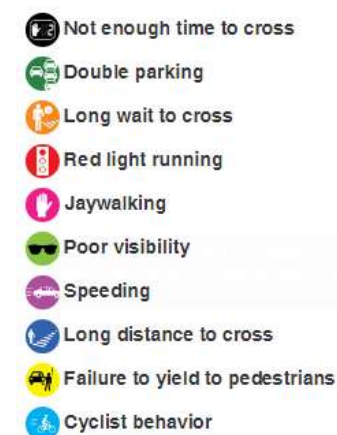 Not enough time to cross
Double parking
Long wait to cross
Red light running
Jaywalking
Poor visibility
Speeding
Long distance to cross
Failure to yield to pedestrians
Cyclist behavior